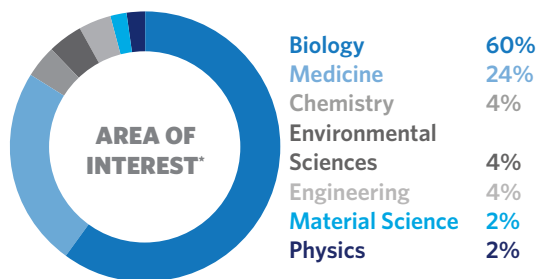 AREA OF
INTEREST*
Biology 60%
Medicine 24%
Chemistry 4%
Environmental
Sciences 4%
Engineering 4%
Material Science 2%
Physics 2%